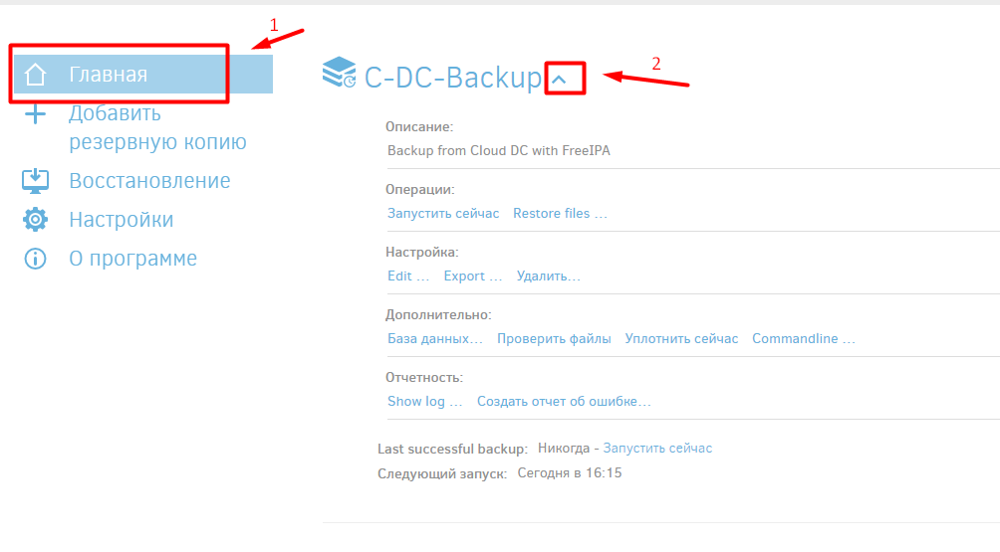 1
Главная
Добавить
резервную копию
Восстановление
Настройки
О программе
C-DC-Backup
2
Описание:
Backup from Cloud DC with FreeIPA
Операции:
Запустить сейчас Restore files ...
Настройка:
Edit ... Export ... Удалить...
Дополнительно:
База данных... Проверить файлы Уплотнить сейчас Commandline ...
Отчетность:
Show log ... Создать отчет об ошибке...
Last successful backup: Никогда - Запустить сейчас
Следующий запуск: Сегодня в 16:15